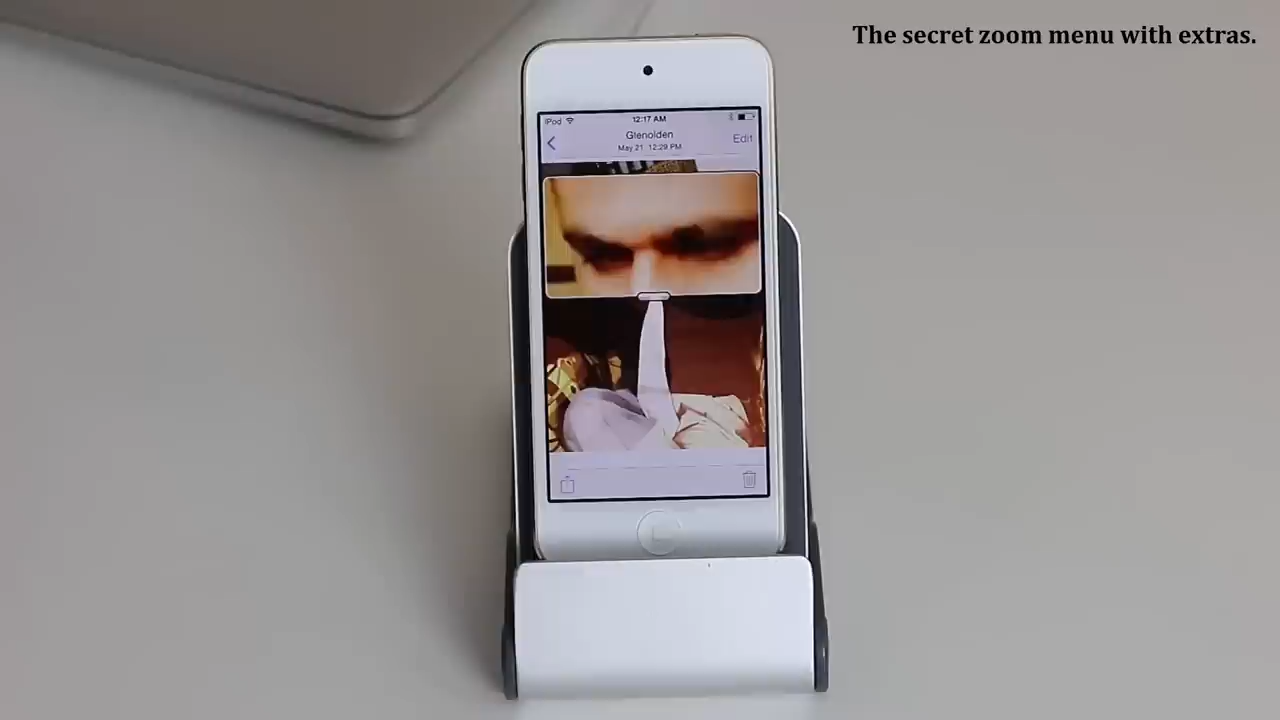 The secret zoom menu with extras.
iPod
12:17 AM
Glenolden
May 21 12:29 PM
Edit